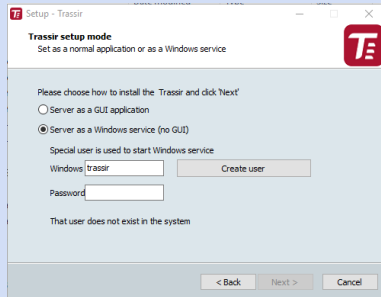 Setup - Trassir
Trassir setup mode
Set as a normal application or as a Windows service
Please choose how to install the Trassir and click 'Next'
Server as a GUI application
Server as a Windows service (no GUI)
Special user is used to start Windows service
Windows trassir Create user
Password
That user does not exist in the system
< Back Next > Cancel